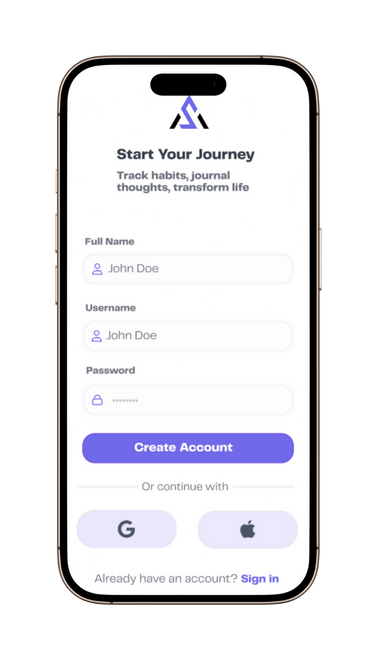 Start Your Journey
Track habits, journal
thoughts, transform life
Full Name
John Doe
Username
John Doe
Password
Create Account
Or continue with
Already have an account? Sign in